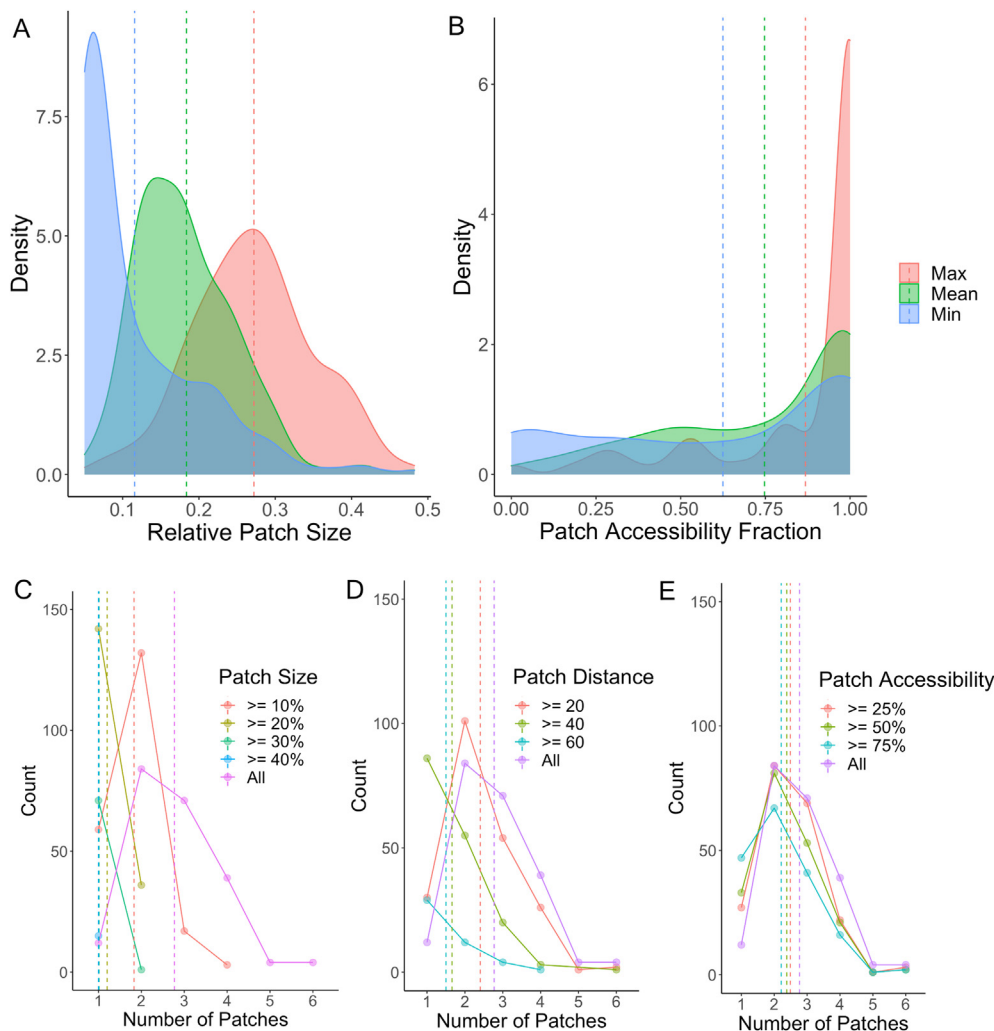 A
Density
7.5
5.0
2.5
0.0
0.1
0.2
0.3
0.4
0.5
Relative Patch Size
B
Density
6
4
2
0
0.00
0.25
0.50
0.75
1.00
Patch Accessibility Fraction
Max
Mean
Min
C
Count
150
100
50
0
1 2 3 4 5 6
Number of Patches
Patch Size
>= 10%
>= 20%
>= 30%
>= 40%
All
D
Count
150
100
50
0
1 2 3 4 5 6
Number of Patches
Patch Distance
>= 20
>= 40
>= 60
All
E
Count
150
100
50
0
1 2 3 4 5 6
Number of Patches
Patch Accessibility
>= 25%
>= 50%
>= 75%
All